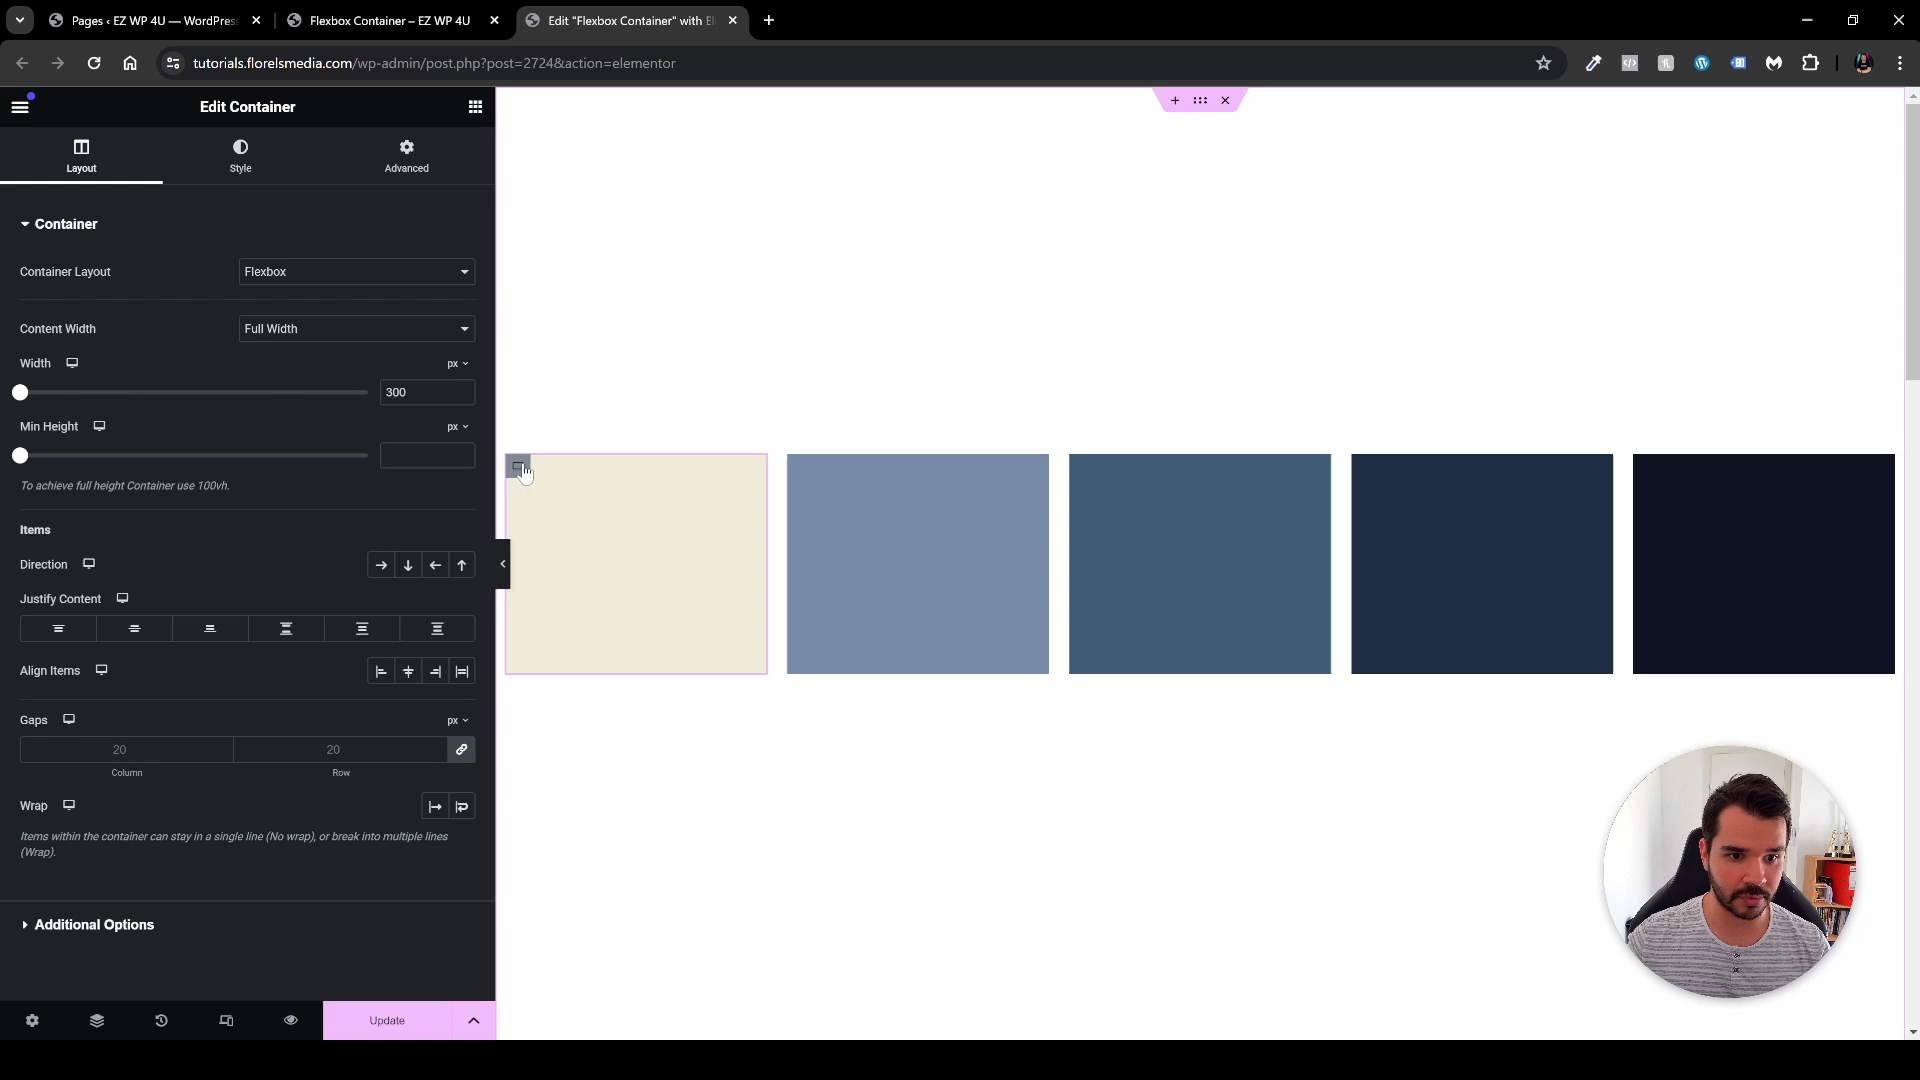 Pages ‹ EZ WP 4U — WordPres
Flexbox Container – EZ WP 4U
Edit "Flexbox Container" with El
tutorials.florelsmedia.com/wp-admin/post.php?post=2724&action=elementor
Edit Container
Layout
Style
Advanced
Container
Container Layout
Flexbox
Content Width
Full Width
Width
px
300
Min Height
px
To achieve full height Container use 100vh.
Items
Direction
Justify Content
Align Items
Gaps
px
20
20
Column
Row
Wrap
Items within the container can stay in a single line (No wrap), or break into multiple lines
(Wrap).
Additional Options
Update